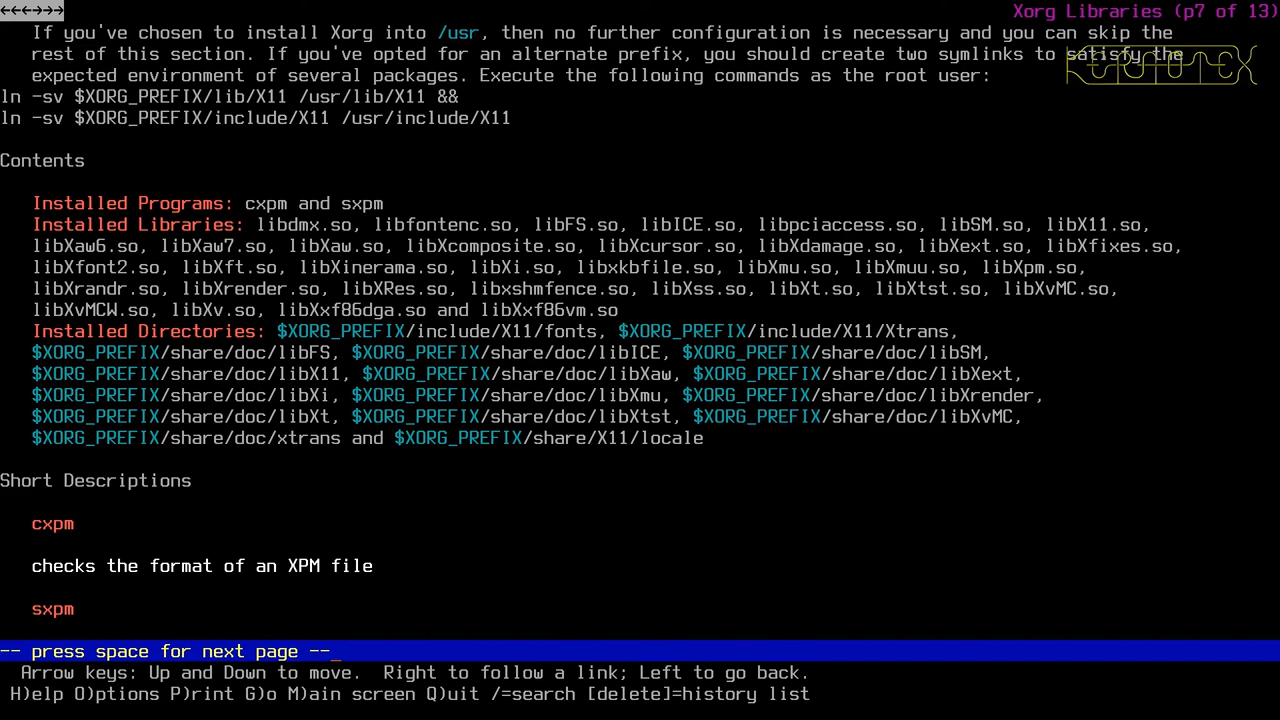 ←←←→→→ Xorg Libraries (p7 of 13)
If you've chosen to install Xorg into /usr, then no further configuration is necessary and you can skip the
rest of this section. If you've opted for an alternate prefix, you should create two symlinks to satisfy the
expected environment of several packages. Execute the following commands as the root user:
ln -sv $XORG_PREFIX/lib/X11 /usr/lib/X11 &&
ln -sv $XORG_PREFIX/include/X11 /usr/include/X11
Contents
Installed Programs: cxpm and sxpm
Installed Libraries: libdmx.so, libfontenc.so, libFS.so, libICE.so, libpciaccess.so, libSM.so, libX11.so,
libXaw6.so, libXaw7.so, libXaw.so, libXcomposite.so, libXcursor.so, libXdamage.so, libXext.so, libXfixes.so,
libXfont2.so, libXft.so, libXinerama.so, libXi.so, libxkbfile.so, libXmu.so, libXmuu.so, libXpm.so,
libXrandr.so, libXrender.so, libXRes.so, libxshmfence.so, libXss.so, libXt.so, libXtst.so, libXvMC.so,
libXvMCW.so, libXv.so, libXxf86dga.so and libXxf86vm.so
Installed Directories: $XORG_PREFIX/include/X11/fonts, $XORG_PREFIX/include/X11/Xtrans,
$XORG_PREFIX/share/doc/libFS, $XORG_PREFIX/share/doc/libICE, $XORG_PREFIX/share/doc/libSM,
$XORG_PREFIX/share/doc/libX11, $XORG_PREFIX/share/doc/libXaw, $XORG_PREFIX/share/doc/libXext,
$XORG_PREFIX/share/doc/libXi, $XORG_PREFIX/share/doc/libXmu, $XORG_PREFIX/share/doc/libXrender,
$XORG_PREFIX/share/doc/libXt, $XORG_PREFIX/share/doc/libXtst, $XORG_PREFIX/share/doc/libXvMC,
$XORG_PREFIX/share/doc/xtrans and $XORG_PREFIX/share/X11/locale
Short Descriptions
cxpm
checks the format of an XPM file
sxpm
-- press space for next page --
Arrow keys: Up and Down to move.  Right to follow a link; Left to go back.
H)elp O)ptions P)rint G)o M)ain screen Q)uit /=search [delete]=history list